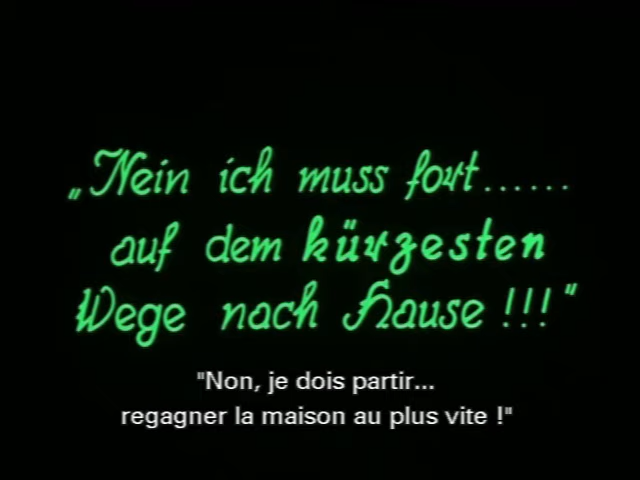 „Nein ich muss fort......
auf dem kürzesten
Wege nach Hause !!!"
"Non, je dois partir...
regagner la maison au plus vite !"